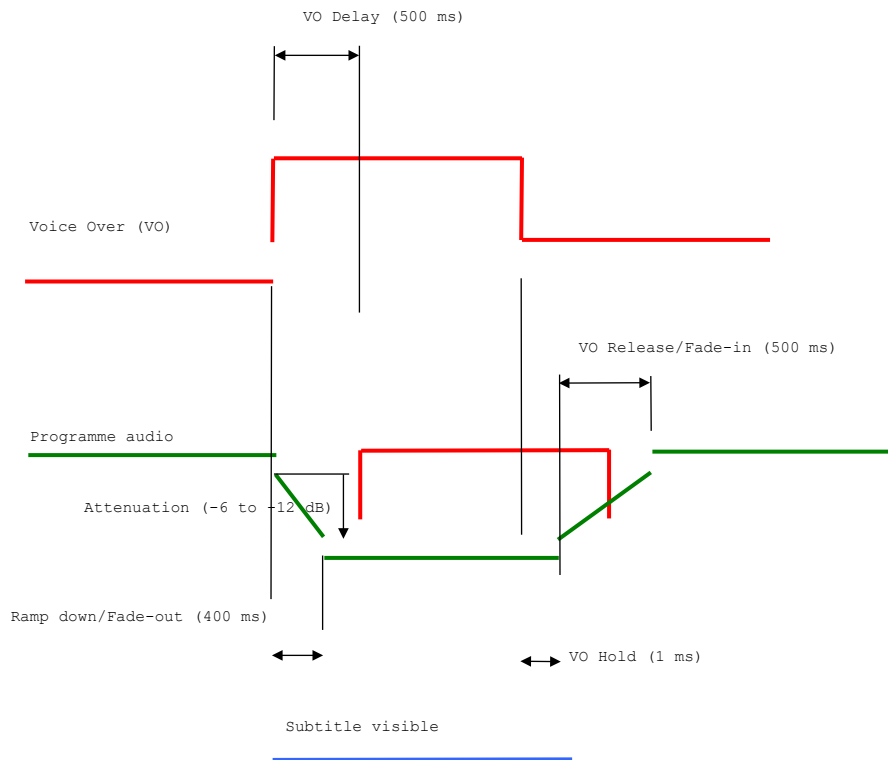 VO Delay (500 ms)
Voice Over (VO)
VO Release/Fade-in (500 ms)
Programme audio
Attenuation (-6 to -12 dB)
Ramp down/Fade-out (400 ms)
VO Hold (1 ms)
Subtitle visible